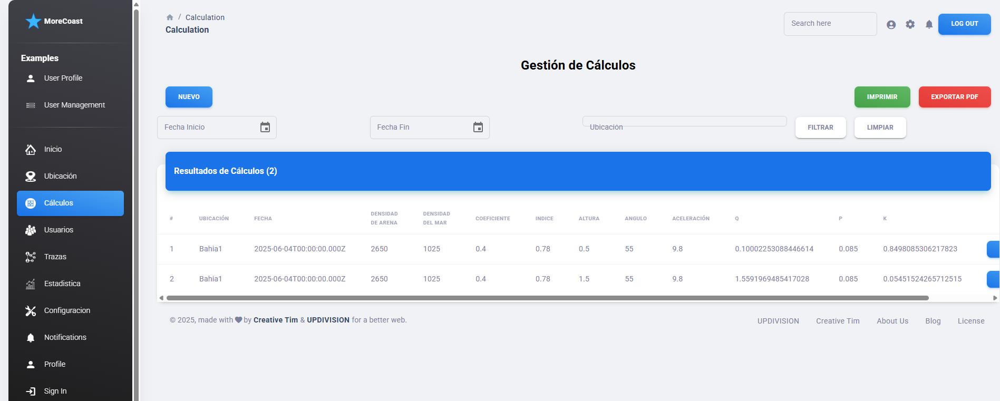 MoreCoast
Examples
User Profile
User Management
Inicio
Ubicación
Cálculos
Usuarios
Trazas
Estadistica
Configuracion
Notifications
Profile
Sign In
/ Calculation
Calculation
Search here
LOG OUT
Gestión de Cálculos
NUEVO
IMPRIMIR
EXPORTAR PDF
Fecha Inicio
Fecha Fin
Ubicación
FILTRAR
LIMPIAR
Resultados de Cálculos (2)
# UBICACIÓN FECHA DENSIDAD DE ARENA DENSIDAD DEL MAR COEFICIENTE INDICE ALTURA ANGULO ACELERACIÓN Q P K
1 Bahia1 2025-06-04T00:00:00.000Z 2650 1025 0.4 0.78 0.5 55 9.8 0.10002253088446614 0.085 0.8498085306217823
2 Bahia1 2025-06-04T00:00:00.000Z 2650 1025 0.4 0.78 1.5 55 9.8 1.5591969485417028 0.085 0.05451524265712515
© 2025, made with by Creative Tim & UPDIVISION for a better web.
UPDIVISION Creative Tim About Us Blog License